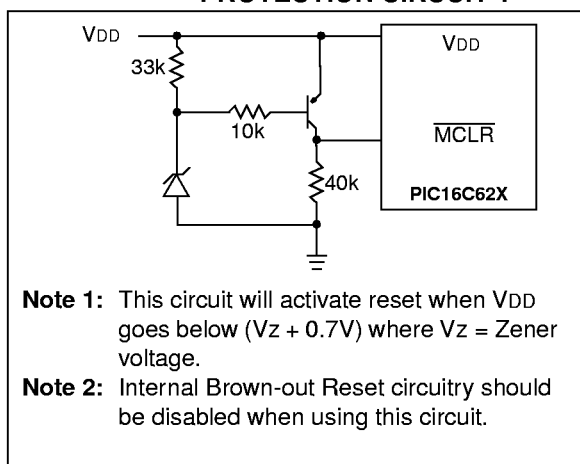 PROTECTION CIRCUIT 1
VDD
VDD
33k
10k
MCLR
40k
PIC16C62X
Note 1: This circuit will activate reset when VDD
goes below (Vz + 0.7V) where Vz = Zener
voltage.
Note 2: Internal Brown-out Reset circuitry should
be disabled when using this circuit.